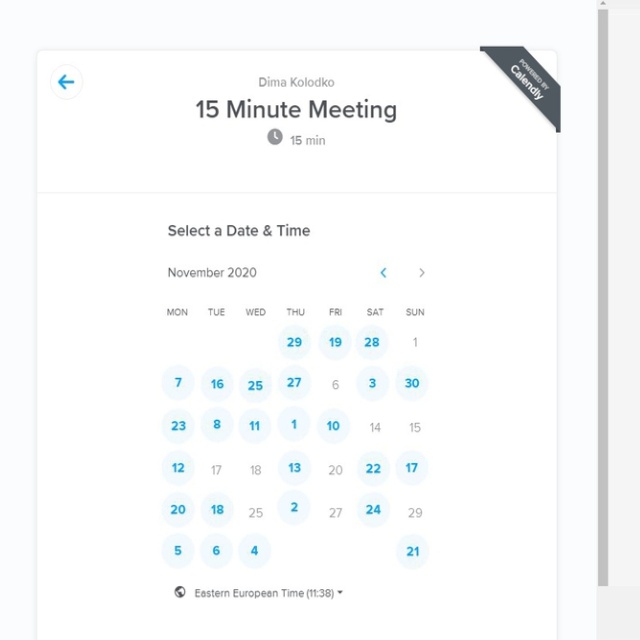 POWERED BY
Calendly
Dima Kolodko
15 Minute Meeting
15 min
Select a Date & Time
November 2020
MON TUE WED THU FRI SAT SUN
29 19 28 1
7 16 25 27 6 3 30
23 8 11 1 10 14 15
12 17 18 13 20 22 17
20 18 25 2 27 24 29
5 6 4 21
Eastern European Time (11:38)